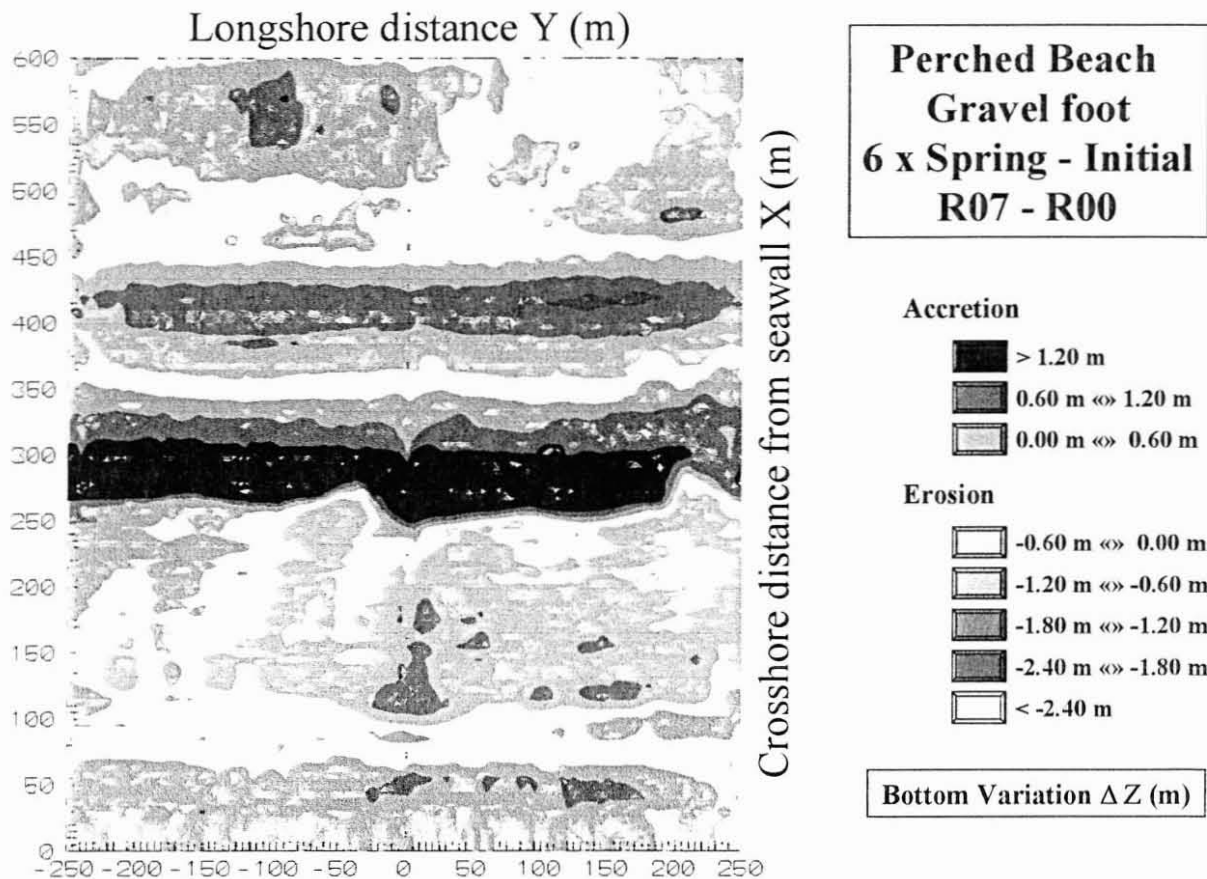 Longshore distance Y (m)
600
550
500
450
400
350
300
250
200
150
100
50
0
-250 -200 -150 -100 -50 0 50 100 150 200 250
Crosshore distance from seawall X (m)
Perched Beach
Gravel foot
6 x Spring - Initial
R07 - R00
Accretion
> 1.20 m
0.60 m «» 1.20 m
0.00 m «» 0.60 m
Erosion
-0.60 m «» 0.00 m
-1.20 m «» -0.60 m
-1.80 m «» -1.20 m
-2.40 m «» -1.80 m
< -2.40 m
Bottom Variation Δ Z (m)